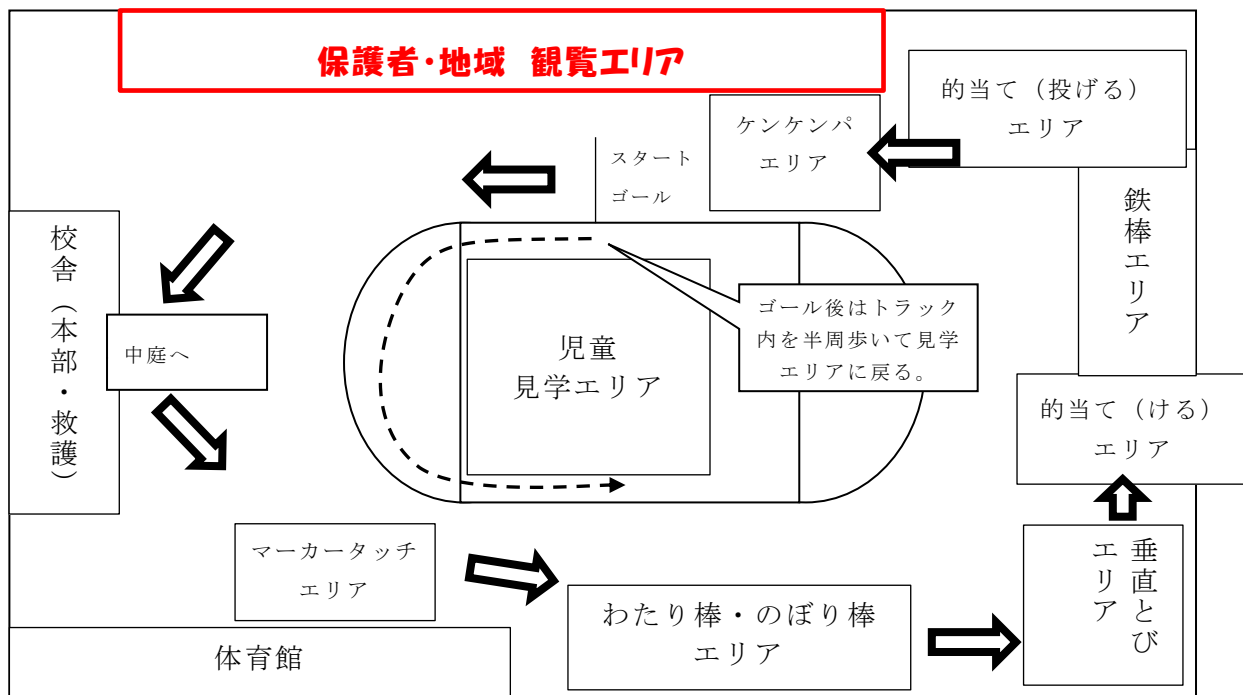 保護者・地域　観覧エリア
的当て（投げる）
エリア
ケンケンパ
エリア
スタート
ゴール
鉄棒エリア
校舎（本部・救護）
中庭へ
児童
見学エリア
ゴール後はトラック
内を半周歩いて見学
エリアに戻る。
的当て（ける）
エリア
マーカータッチ
エリア
わたり棒・のぼり棒
エリア
垂直とび
エリア
体育館